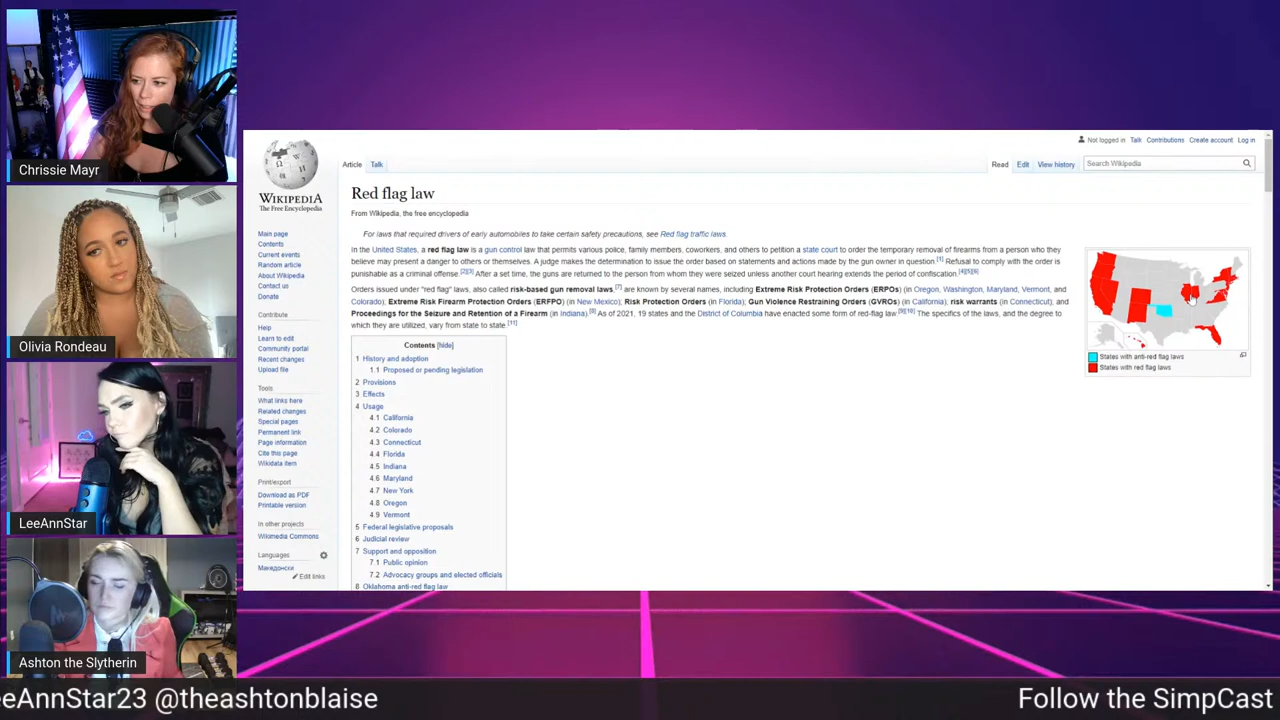 Chrissie Mayr
Olivia Rondeau
LeeAnnStar
Ashton the Slytherin
WIKIPEDIA
The Free Encyclopedia
Main page
Contents
Current events
Random article
About Wikipedia
Contact us
Donate
Contribute
Help
Learn to edit
Community portal
Recent changes
Upload file
Tools
What links here
Related changes
Special pages
Permanent link
Page information
Cite this page
Wikidata item
Print/export
Download as PDF
Printable version
In other projects
Wikimedia Commons
Languages
Македонски
Edit links
Not logged in Talk Contributions Create account Log in
Article Talk
Read Edit View history Search Wikipedia
Red flag law
From Wikipedia, the free encyclopedia
For laws that required drivers of early automobiles to take certain safety precautions, see Red flag traffic laws.
In the United States, a red flag law is a gun control law that permits various police, family members, coworkers, and others to petition a state court to order the temporary removal of firearms from a person who they
believe may present a danger to others or themselves. A judge makes the determination to issue the order based on statements and actions made by the gun owner in question.[1] Refusal to comply with the order is
punishable as a criminal offense.[2][3] After a set time, the guns are returned to the person from whom they were seized unless another court hearing extends the period of confiscation.[4][5][6]
Orders issued under "red flag" laws, also called risk-based gun removal laws,[7] are known by several names, including Extreme Risk Protection Orders (ERPOs) (in Oregon, Washington, Maryland, Vermont, and
Colorado); Extreme Risk Firearm Protection Orders (ERFPO) (in New Mexico); Risk Protection Orders (in Florida); Gun Violence Restraining Orders (GVROs) (in California); risk warrants (in Connecticut); and
Proceedings for the Seizure and Retention of a Firearm (in Indiana).[8] As of 2021, 19 states and the District of Columbia have enacted some form of red-flag law.[9][10] The specifics of the laws, and the degree to
which they are utilized, vary from state to state.[11]
Contents [hide]
1 History and adoption
1.1 Proposed or pending legislation
2 Provisions
3 Effects
4 Usage
4.1 California
4.2 Colorado
4.3 Connecticut
4.4 Florida
4.5 Indiana
4.6 Maryland
4.7 New York
4.8 Oregon
4.9 Vermont
5 Federal legislative proposals
6 Judicial review
7 Support and opposition
7.1 Public opinion
7.2 Advocacy groups and elected officials
8 Oklahoma anti-red flag law
States with anti-red flag laws
States with red flag laws
eeAnnStar23 @theashtonblaise
Follow the SimpCast